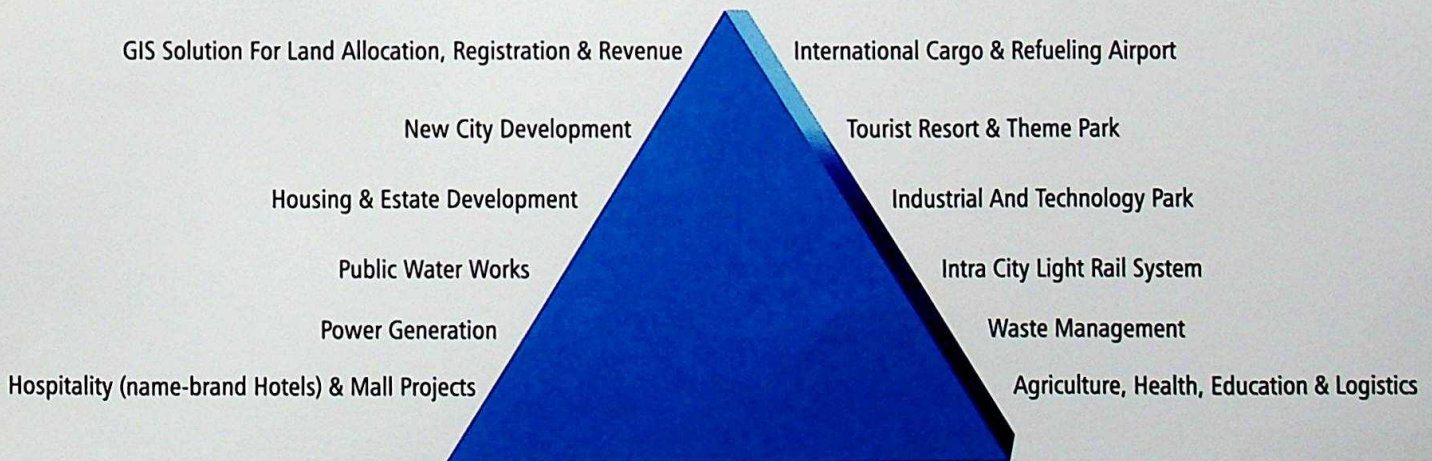 GIS Solution For Land Allocation, Registration & Revenue
New City Development
Housing & Estate Development
Public Water Works
Power Generation
Hospitality (name-brand Hotels) & Mall Projects
International Cargo & Refueling Airport
Tourist Resort & Theme Park
Industrial And Technology Park
Intra City Light Rail System
Waste Management
Agriculture, Health, Education & Logistics